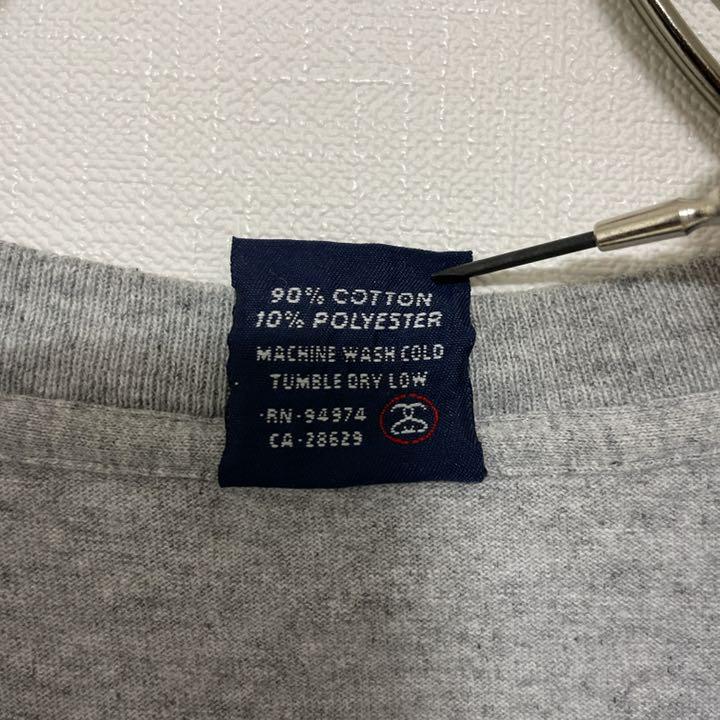 90% COTTON
10% POLYESTER
MACHINE WASH COLD
TUMBLE DRY LOW
·RN·94974
CA·28629